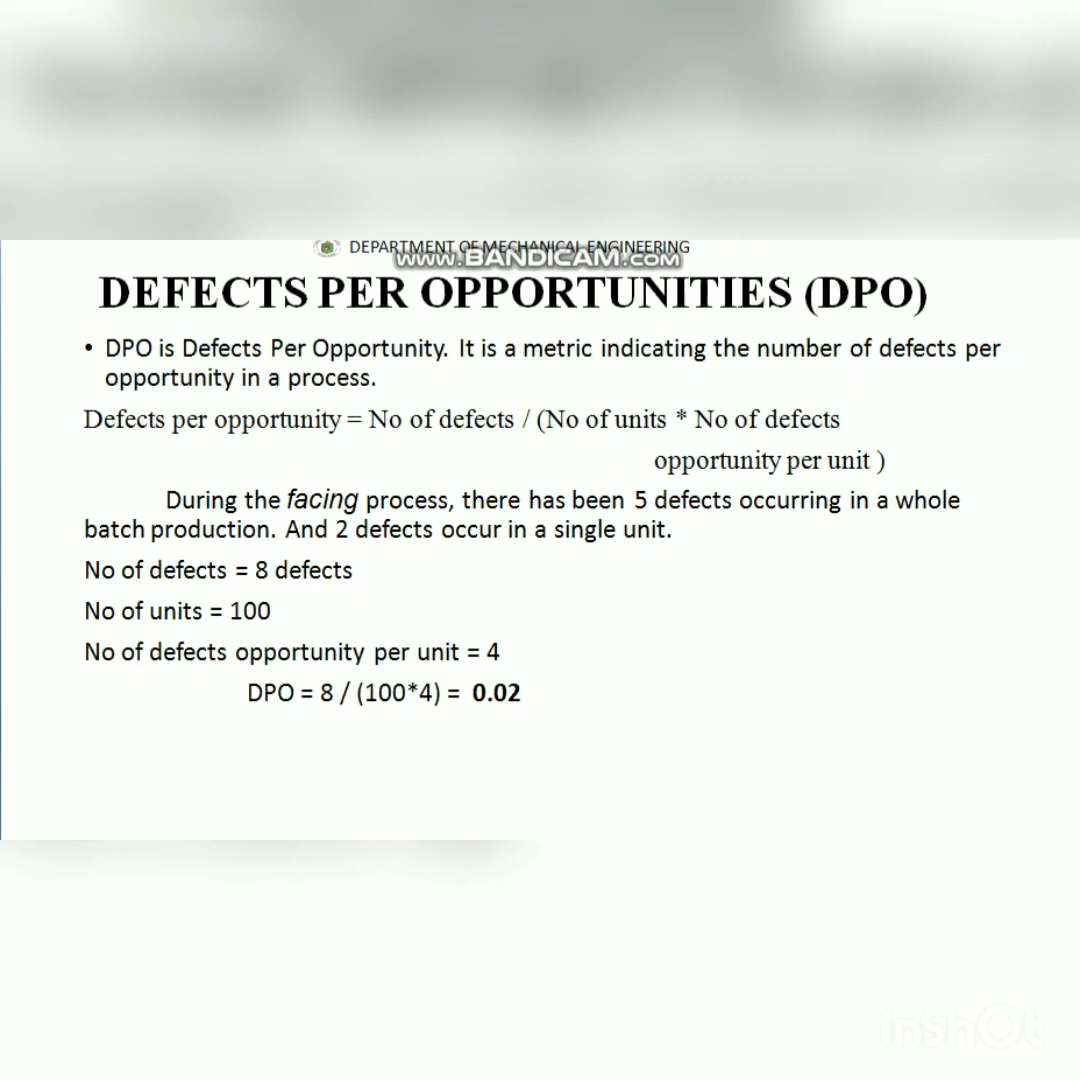 DEPARTMENT OF MECHANICAL ENGINEERING
www.BANDICAM.com
DEFECTS PER OPPORTUNITIES (DPO)
• DPO is Defects Per Opportunity. It is a metric indicating the number of defects per
opportunity in a process.
Defects per opportunity = No of defects / (No of units * No of defects
opportunity per unit )
During the facing process, there has been 5 defects occurring in a whole
batch production. And 2 defects occur in a single unit.
No of defects = 8 defects
No of units = 100
No of defects opportunity per unit = 4
DPO = 8 / (100*4) = 0.02
InShOt